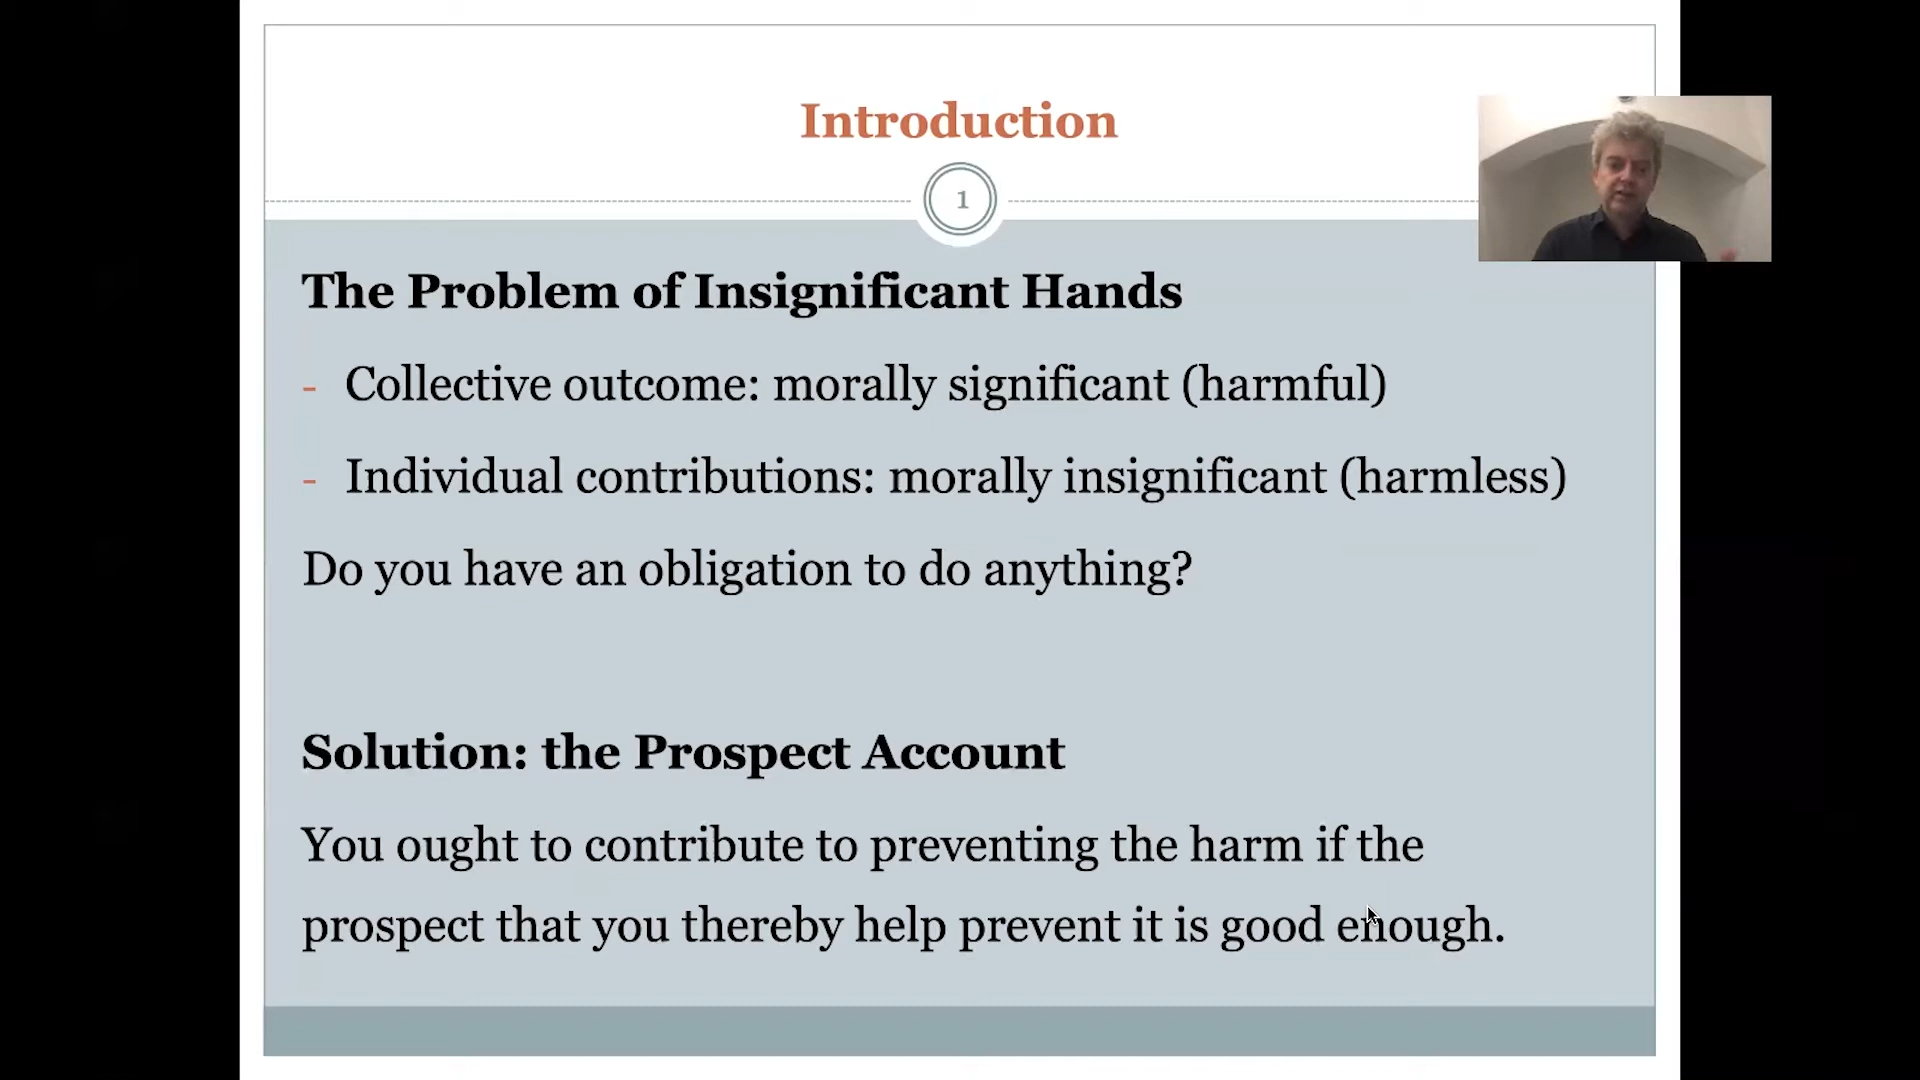 Introduction
1
The Problem of Insignificant Hands
- Collective outcome: morally significant (harmful)
- Individual contributions: morally insignificant (harmless)
Do you have an obligation to do anything?
Solution: the Prospect Account
You ought to contribute to preventing the harm if the
prospect that you thereby help prevent it is good enough.